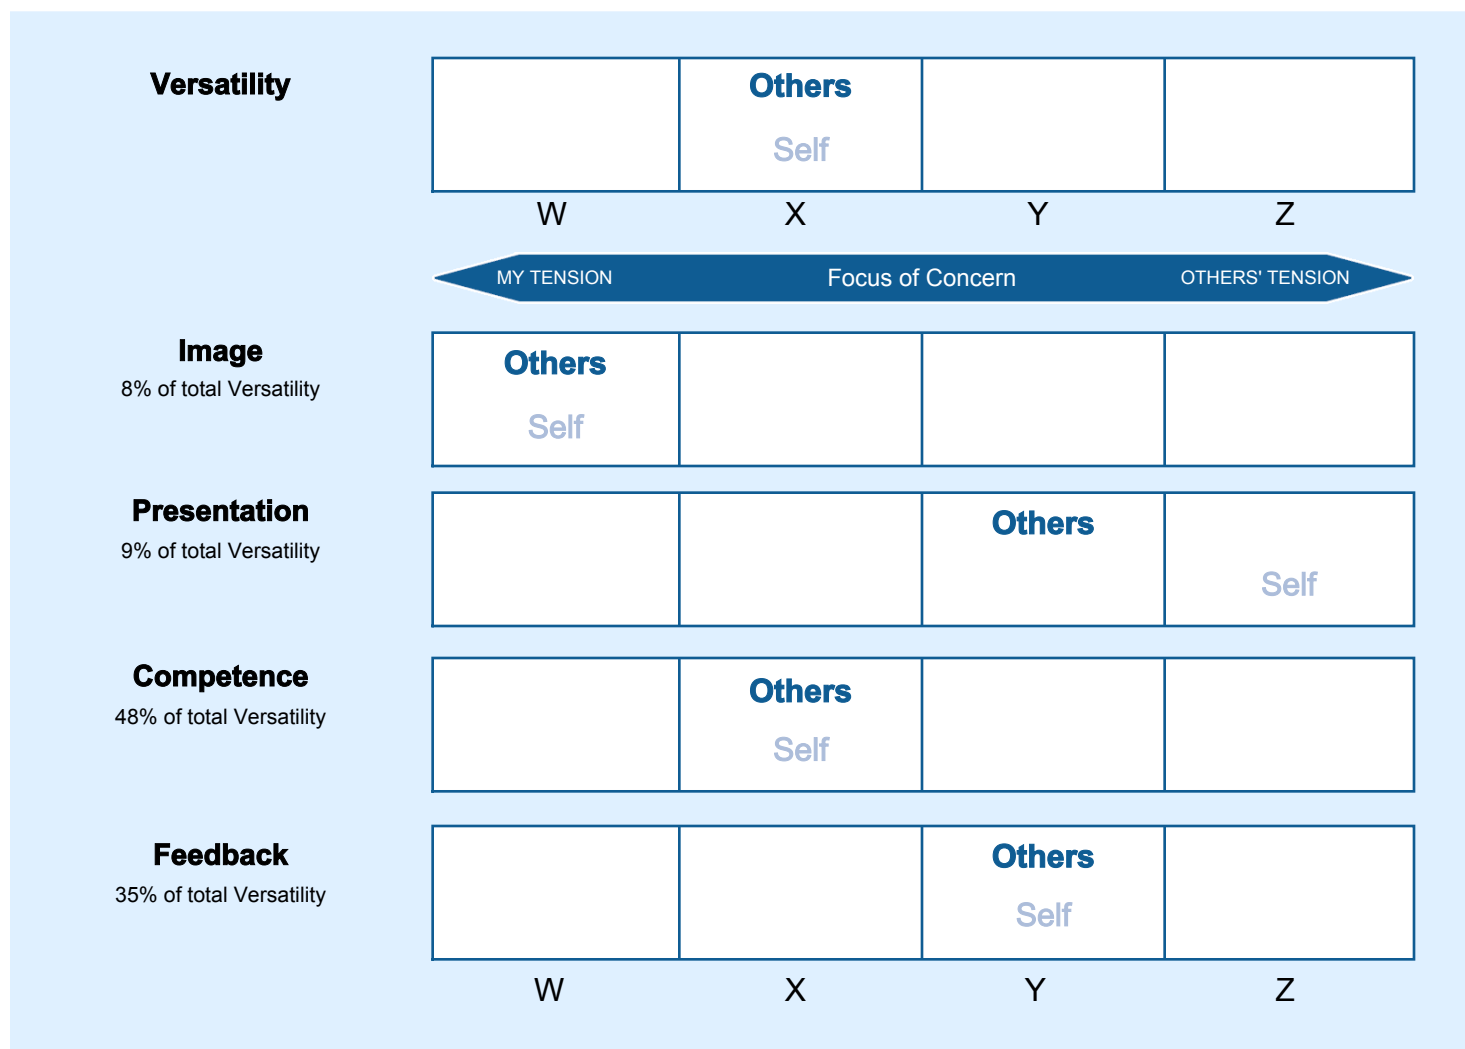 Versatility
Others
Self
W X Y Z
MY TENSION Focus of Concern OTHERS' TENSION
Image
8% of total Versatility
Others
Self
Presentation
9% of total Versatility
Others
Self
Competence
48% of total Versatility
Others
Self
Feedback
35% of total Versatility
Others
Self
W X Y Z